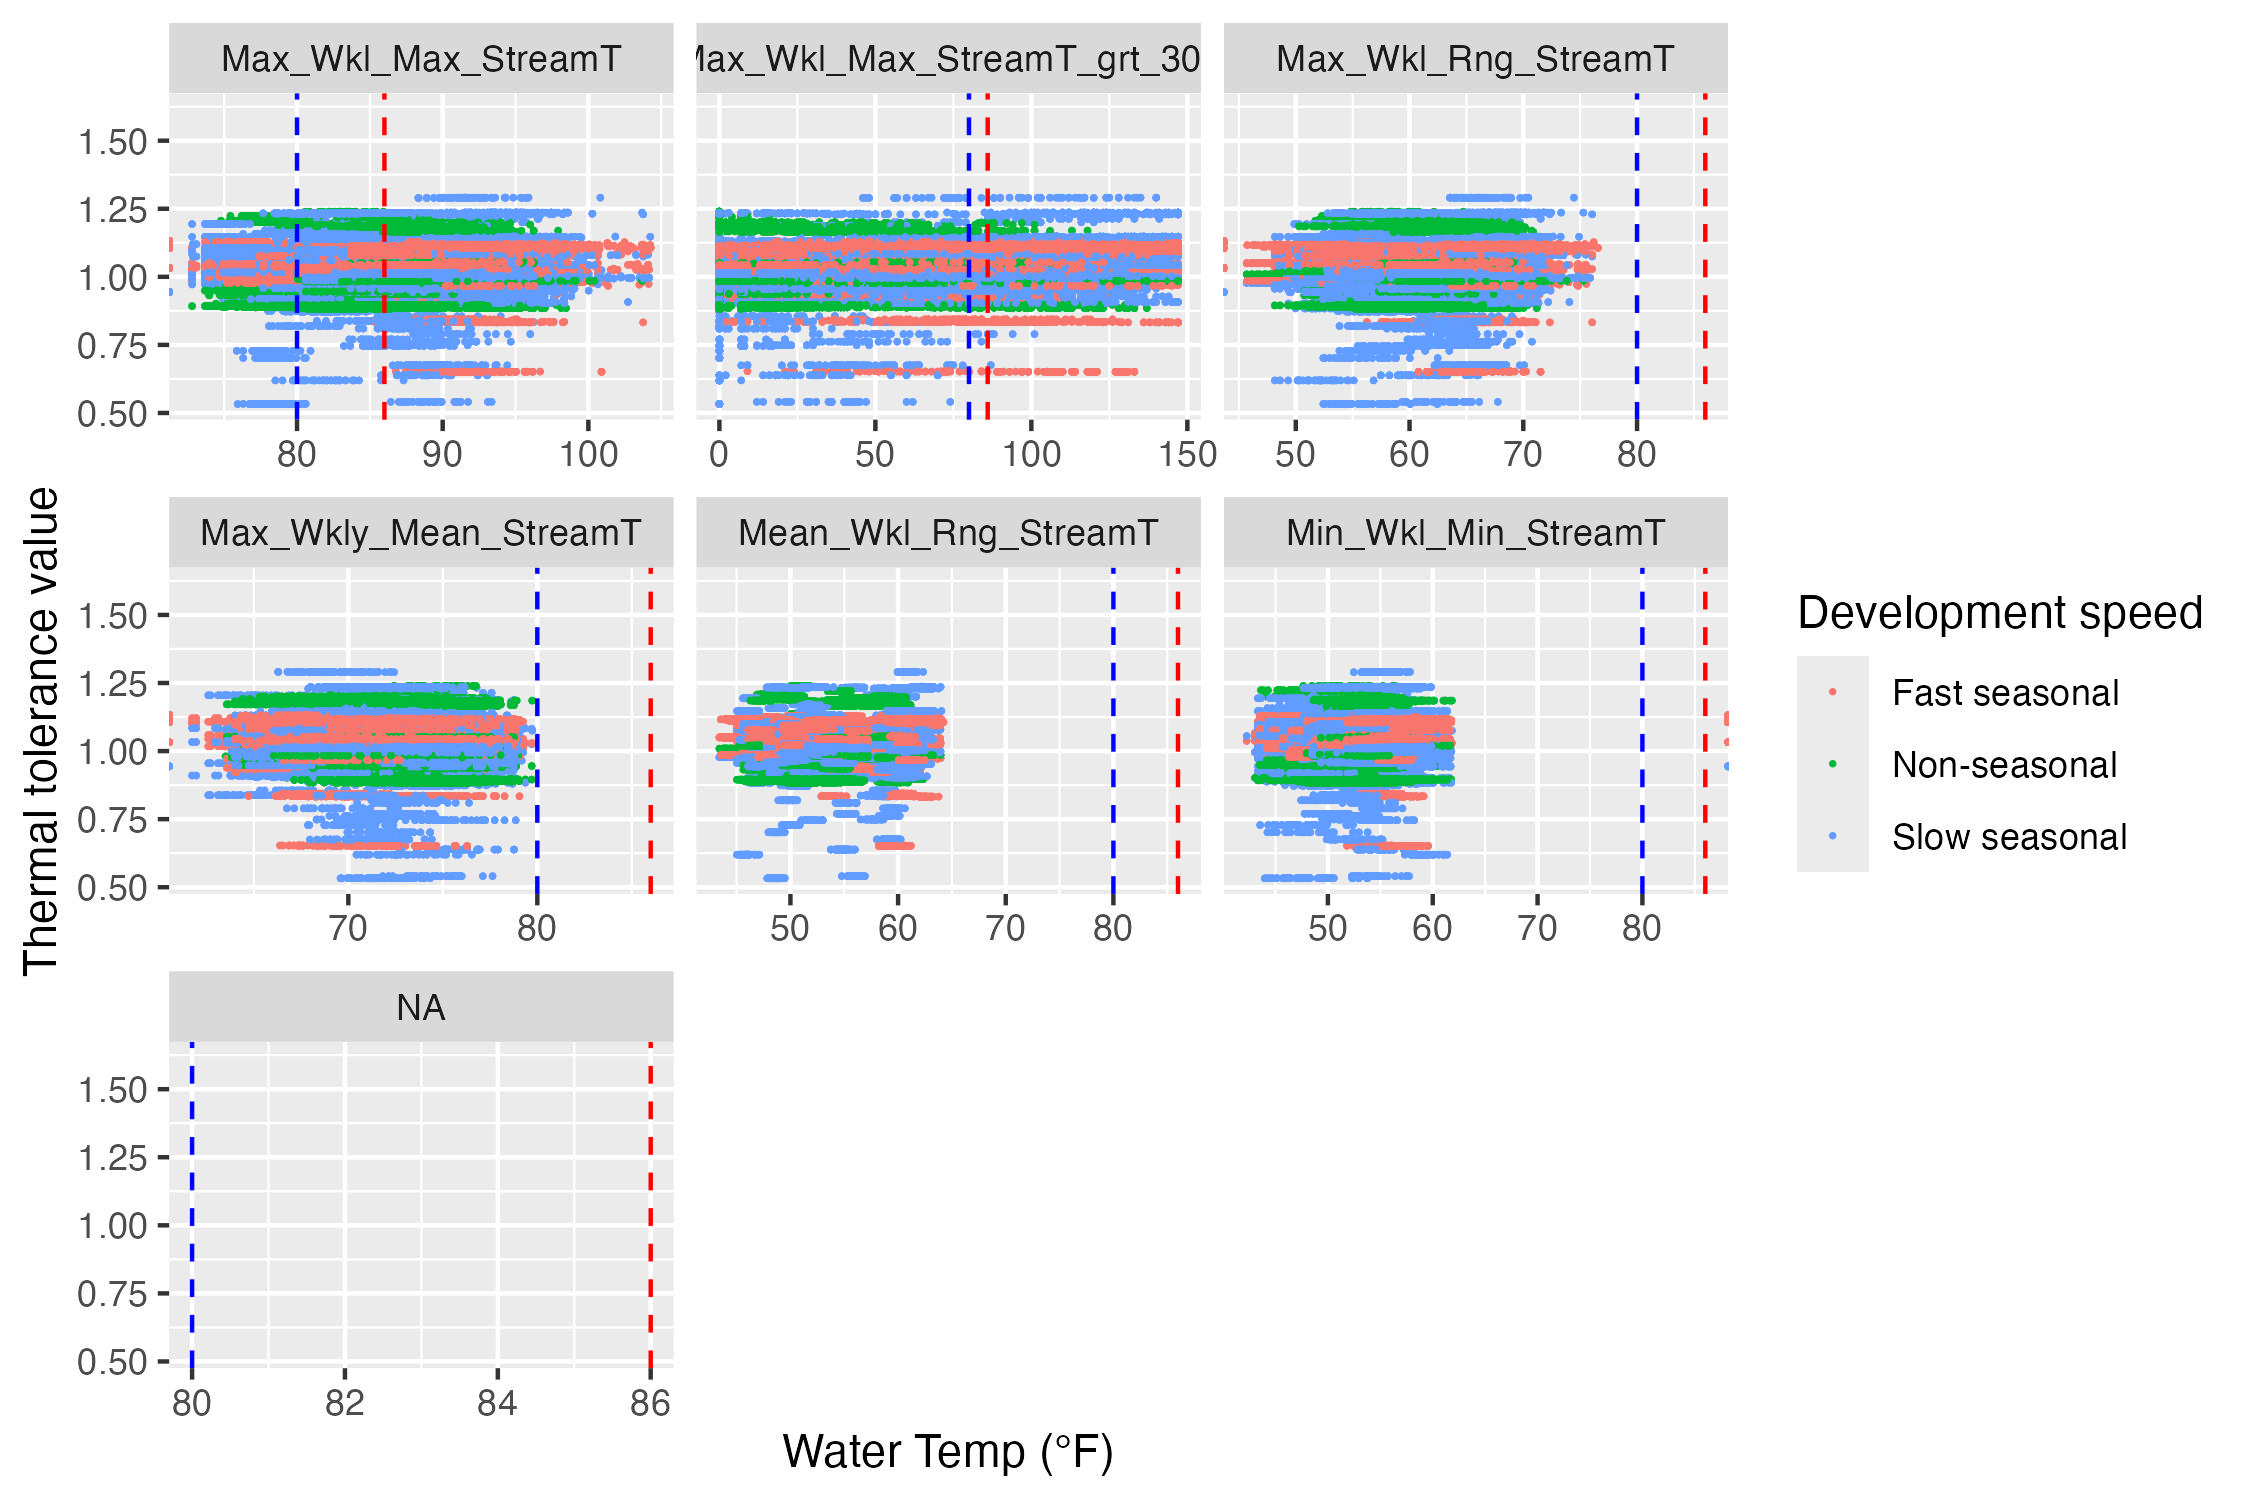 Max_Wkl_Max_StreamT
Max_Wkl_Max_StreamT_grt_30
Max_Wkl_Rng_StreamT
1.50
1.25
1.00
0.75
0.50
80 90 100
0 50 100 150
50 60 70 80
Max_Wkly_Mean_StreamT
Mean_Wkl_Rng_StreamT
Min_Wkl_Min_StreamT
1.50
1.25
1.00
0.75
0.50
70 80
50 60 70 80
50 60 70 80
NA
1.50
1.25
1.00
0.75
0.50
80 82 84 86
Water Temp (°F)
Thermal tolerance value
Development speed
Fast seasonal
Non-seasonal
Slow seasonal